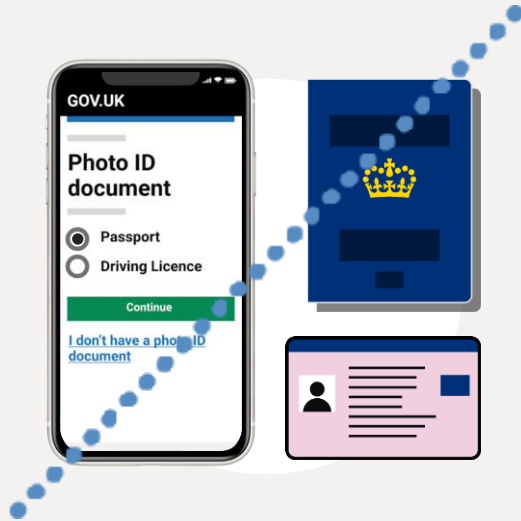 GOV.UK
Photo ID
document
Passport
Driving Licence
Continue
I don't have a photo ID
document